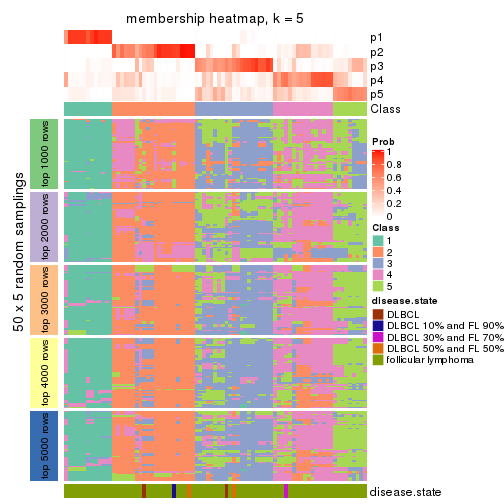 membership heatmap, k = 5
p1
p2
p3
p4
p5
Class
50 x 5 random samplings
top 1000 rows
top 2000 rows
top 3000 rows
top 4000 rows
top 5000 rows
Prob
1
0.8
0.6
0.4
0.2
0
Class
1
2
3
4
5
disease.state
DLBCL
DLBCL 10% and FL 90%
DLBCL 30% and FL 70%
DLBCL 50% and FL 50%
follicular lymphoma
disease.state